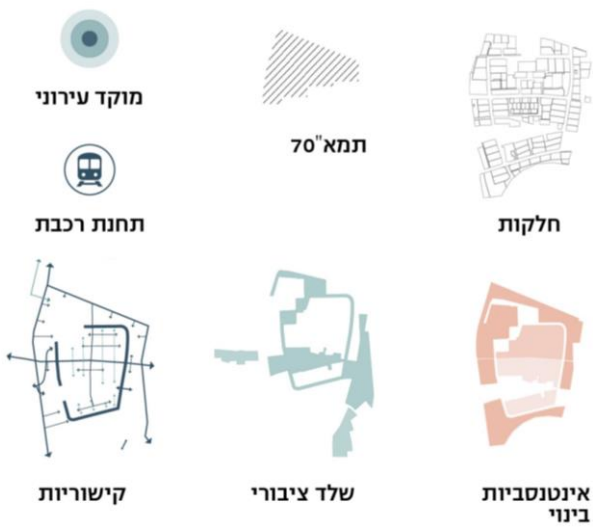 מוקד עירוני
תמא"70
תחנת רכבת
חלקות
קישוריות
שלד ציבורי
אינטנסביות
בינוי